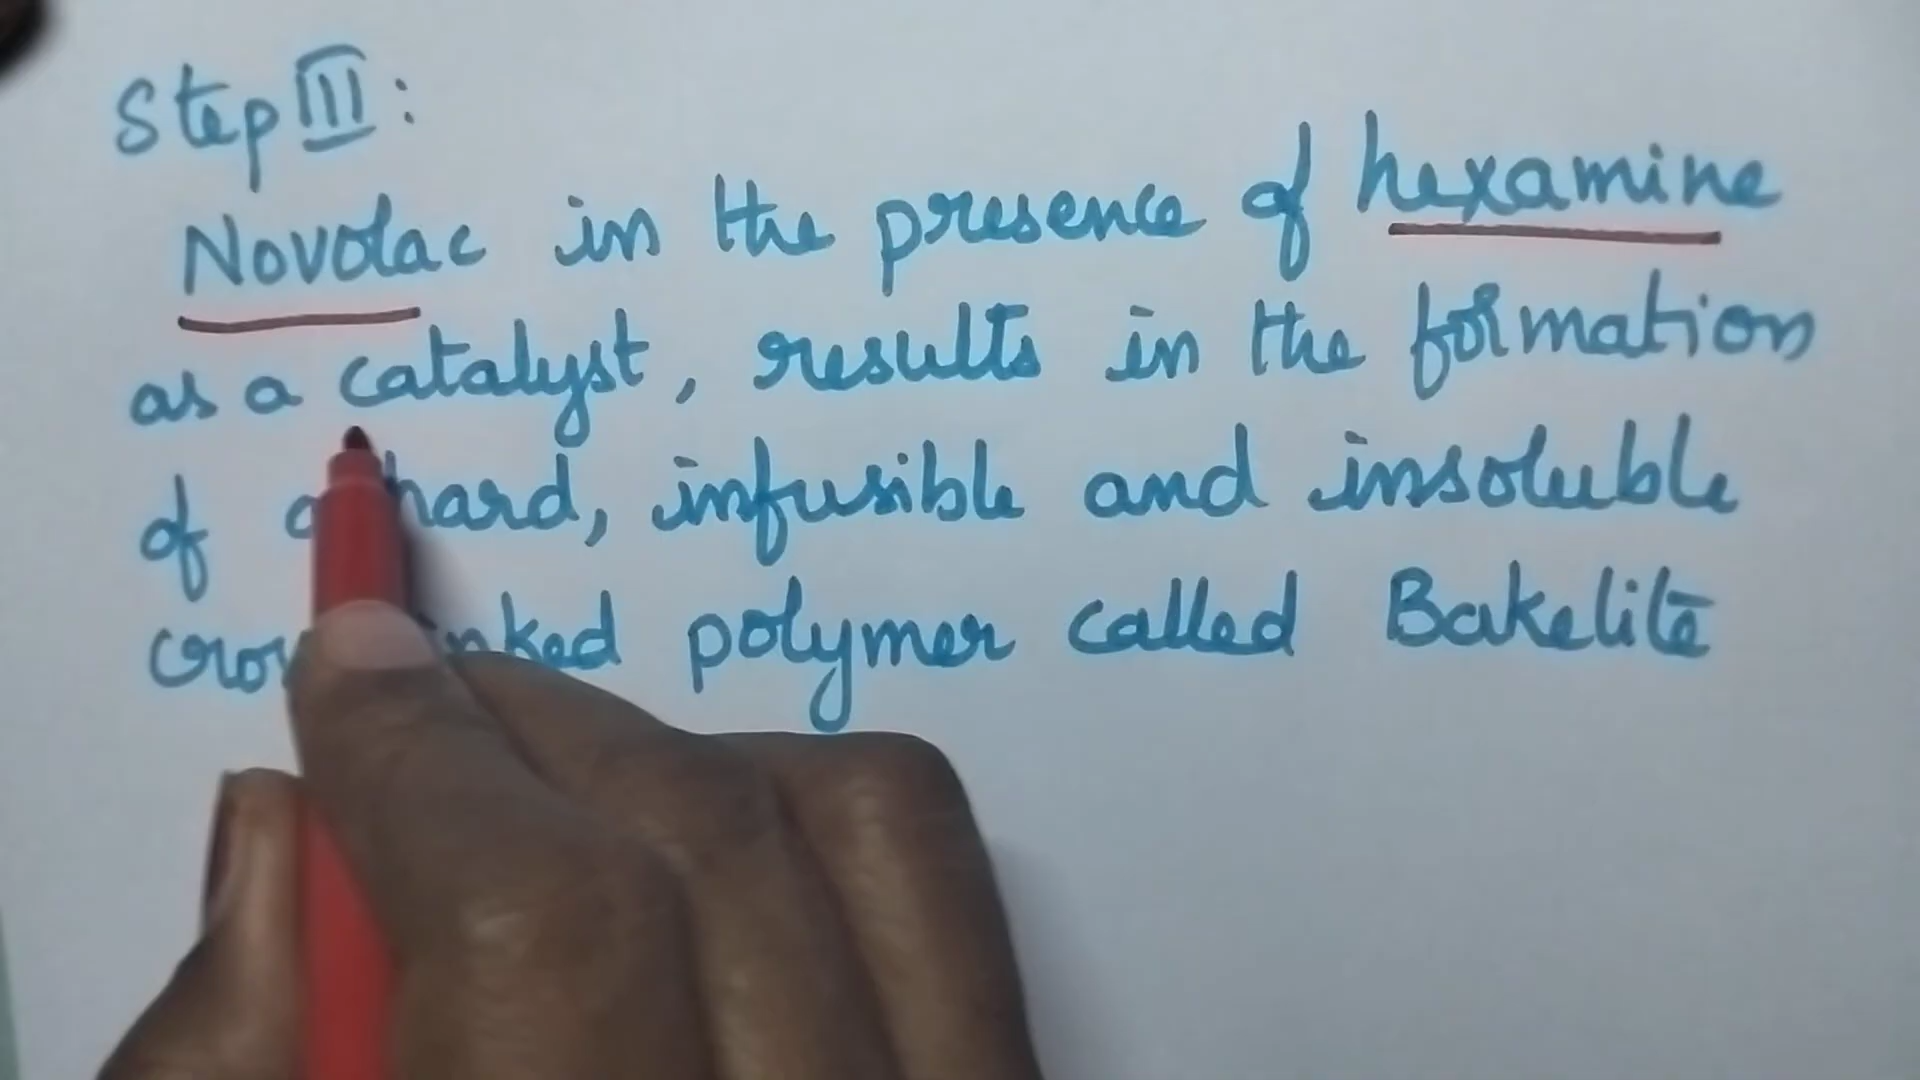 Step III:
Novolac in the presence of hexamine
as a catalyst, results in the formation
of a hard, infusible and insoluble
polymer called Bakelite